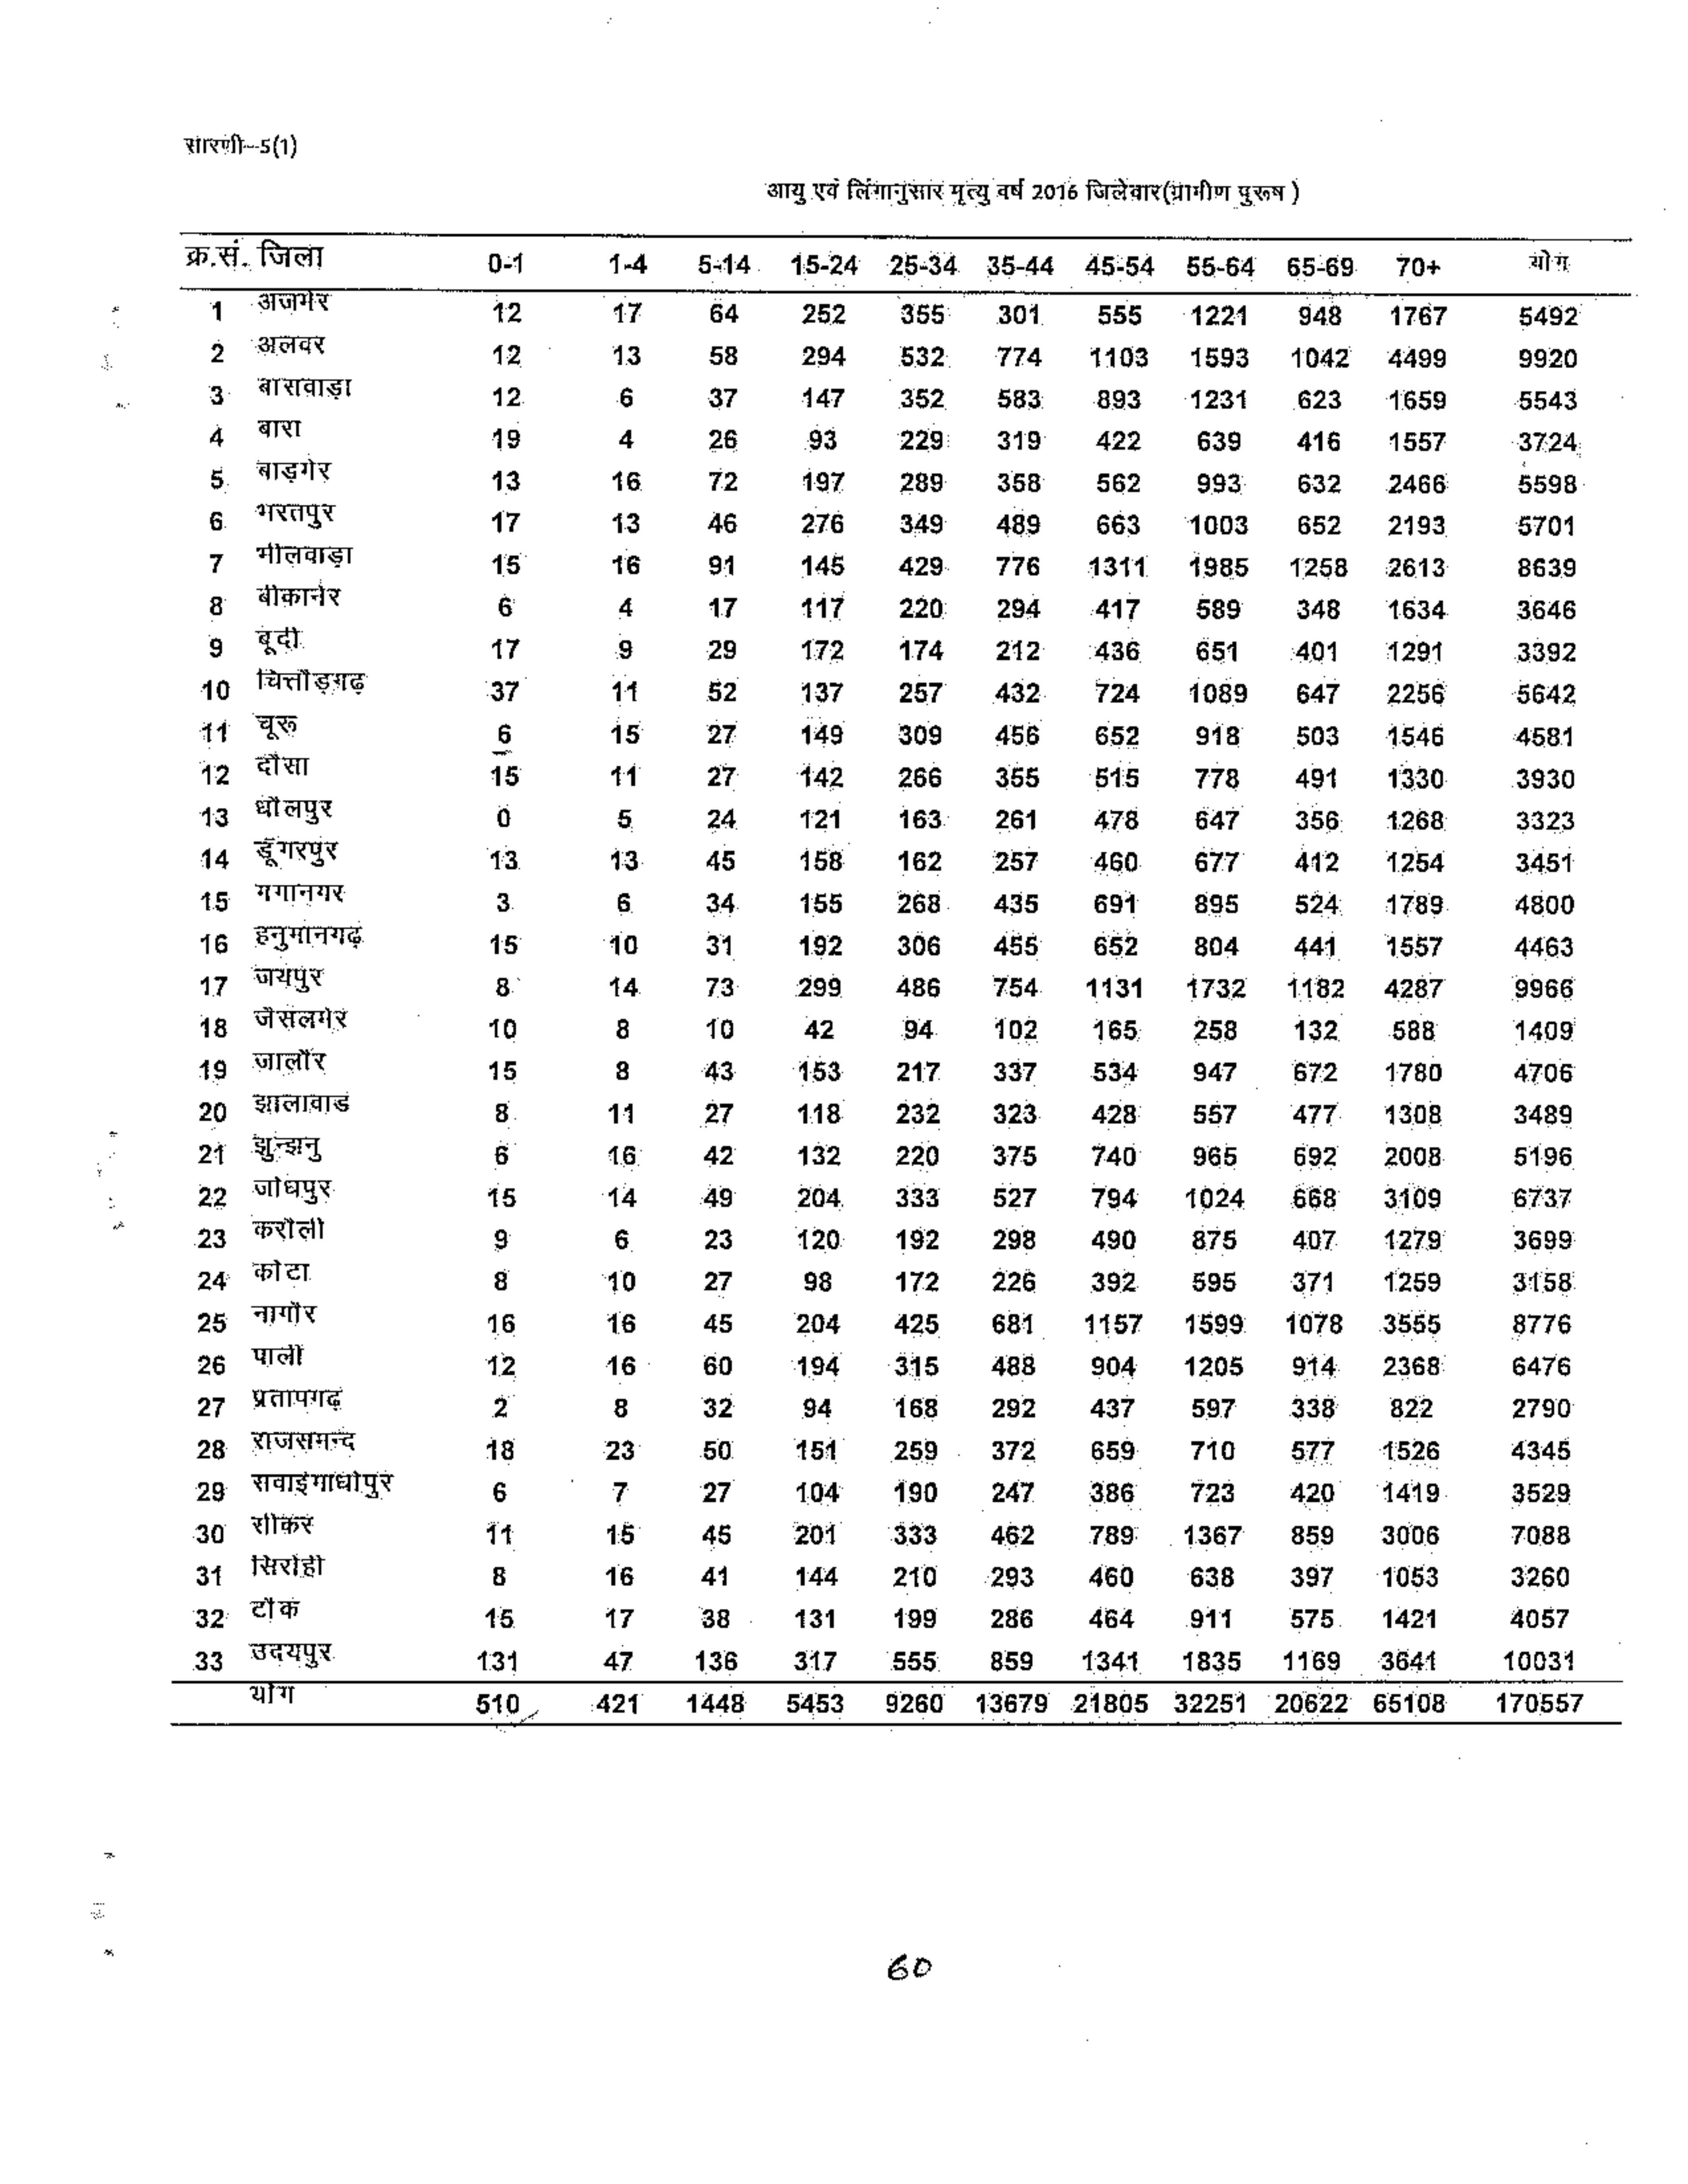 सारणी--5(1)
आयु एवं लिंगानुसार मृत्यु वर्ष 2016 जिलेवार(ग्रामीण पुरूष )
क्र.सं. जिला 0-1 1-4 5-14 15-24 25-34 35-44 45-54 55-64 65-69 70+ योग
1 अजमेर 12 17 64 252 355 301 555 1221 948 1767 5492
2 अलवर 12 13 58 294 532 774 1103 1593 1042 4499 9920
3 बासवाड़ा 12 6 37 147 352 583 893 1231 623 1659 5543
4 बारा 19 4 26 93 229 319 422 639 416 1557 3724
5 बाड़मेर 13 16 72 197 289 358 562 993 632 2466 5598
6 भरतपुर 17 13 46 276 349 489 663 1003 652 2193 5701
7 भीलवाड़ा 15 16 91 145 429 776 1311 1985 1258 2613 8639
8 बीकानेर 6 4 17 117 220 294 417 589 348 1634 3646
9 बूदी 17 9 29 172 174 212 436 651 401 1291 3392
10 चित्तौड़गढ़ 37 11 52 137 257 432 724 1089 647 2256 5642
11 चूरू 6 15 27 149 309 456 652 918 503 1546 4581
12 दौसा 15 11 27 142 266 355 515 778 491 1330 3930
13 धौलपुर 0 5 24 121 163 261 478 647 356 1268 3323
14 डूँगरपुर 13 13 45 158 162 257 460 677 412 1254 3451
15 गगानगर 3 6 34 155 268 435 691 895 524 1789 4800
16 हनुमानगढ़ 15 10 31 192 306 455 652 804 441 1557 4463
17 जयपुर 8 14 73 299 486 754 1131 1732 1182 4287 9966
18 जैसलमेर 10 8 10 42 94 102 165 258 132 588 1409
19 जालौर 15 8 43 153 217 337 534 947 672 1780 4706
20 झालावाड 8 11 27 118 232 323 428 557 477 1308 3489
21 झुन्झनु 6 16 42 132 220 375 740 965 692 2008 5196
22 जोधपुर 15 14 49 204 333 527 794 1024 668 3109 6737
23 करौली 9 6 23 120 192 298 490 875 407 1279 3699
24 कोटा 8 10 27 98 172 226 392 595 371 1259 3158
25 नागौर 16 16 45 204 425 681 1157 1599 1078 3555 8776
26 पाली 12 16 60 194 315 488 904 1205 914 2368 6476
27 प्रतापगढ़ 2 8 32 94 168 292 437 597 338 822 2790
28 राजसमन्द 18 23 50 151 259 372 659 710 577 1526 4345
29 सवाईमाधोपुर 6 7 27 104 190 247 386 723 420 1419 3529
30 सीकर 11 15 45 201 333 462 789 1367 859 3006 7088
31 सिरोही 8 16 41 144 210 293 460 638 397 1053 3260
32 टोंक 15 17 38 131 199 286 464 911 575 1421 4057
33 उदयपुर 131 47 136 317 555 859 1341 1835 1169 3641 10031
योग 510 421 1448 5453 9260 13679 21805 32251 20622 65108 170557
60